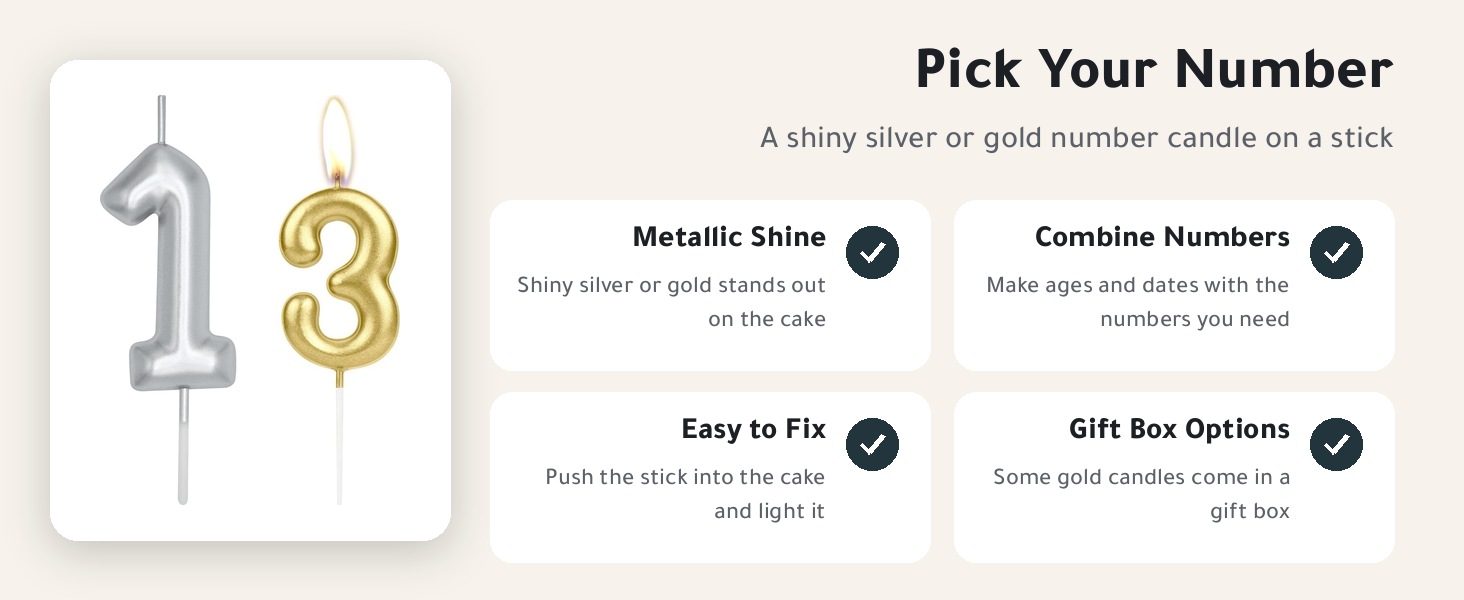 Pick Your Number
A shiny silver or gold number candle on a stick
Metallic Shine
Shiny silver or gold stands out
on the cake
Combine Numbers
Make ages and dates with the
numbers you need
Easy to Fix
Push the stick into the cake
and light it
Gift Box Options
Some gold candles come in a
gift box
1 3